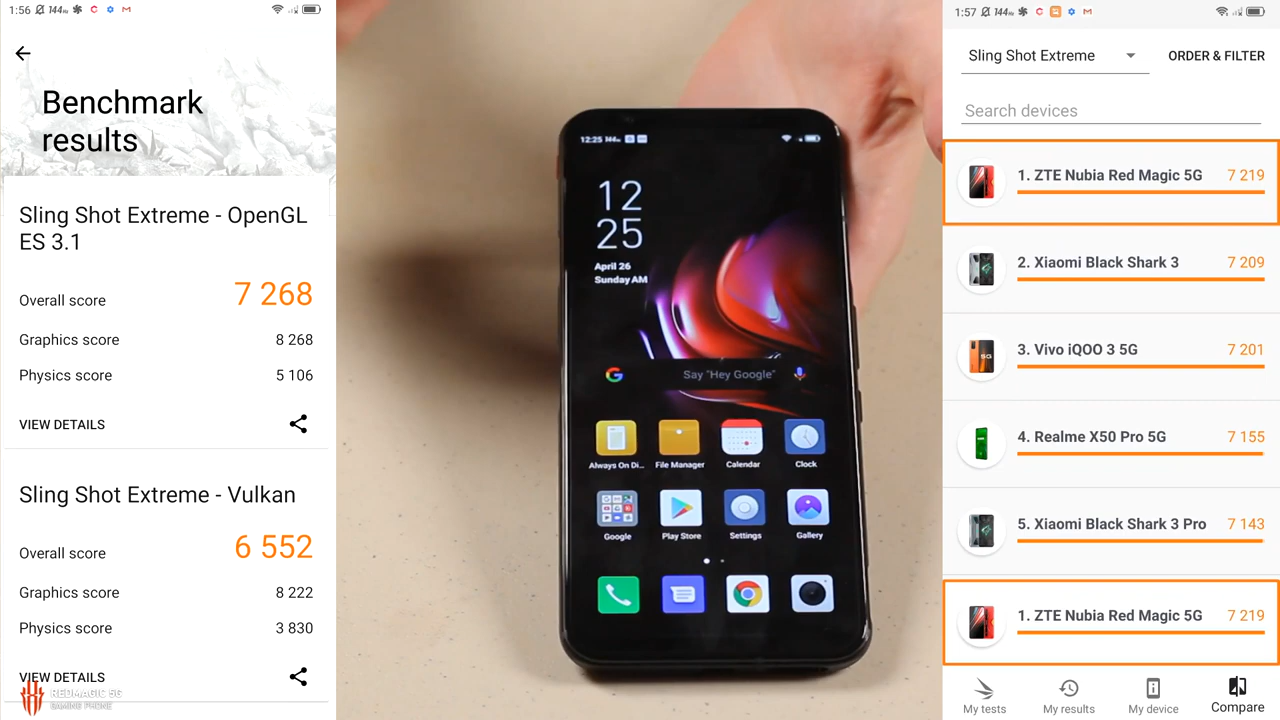 1:56 144Hz
Benchmark
results
Sling Shot Extreme - OpenGL
ES 3.1
Overall score 7 268
Graphics score 8 268
Physics score 5 106
VIEW DETAILS
Sling Shot Extreme - Vulkan
Overall score 6 552
Graphics score 8 222
Physics score 3 830
VIEW DETAILS
REDMAGIC 5G
GAMING PHONE
12:25 144Hz
12
25
April 26
Sunday AM
Say "Hey Google"
Always On Di... File Manager Calendar Clock
Google Play Store Settings Gallery
1:57 144Hz
Sling Shot Extreme ORDER & FILTER
Search devices
1. ZTE Nubia Red Magic 5G 7 219
2. Xiaomi Black Shark 3 7 209
3. Vivo iQOO 3 5G 7 201
4. Realme X50 Pro 5G 7 155
5. Xiaomi Black Shark 3 Pro 7 143
1. ZTE Nubia Red Magic 5G 7 219
My tests My results My device Compare